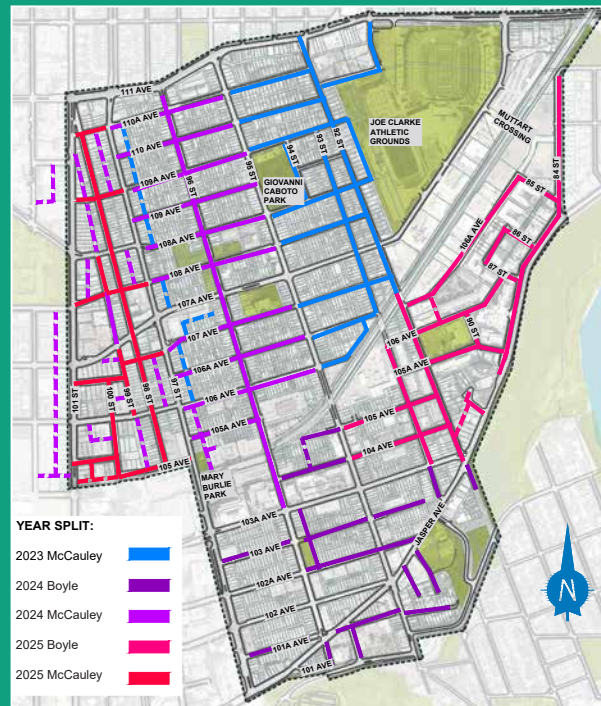 111 AVE
110A AVE
110 AVE
109A AVE
109 AVE
108A AVE
108 AVE
107A AVE
107 AVE
106A AVE
106 AVE
105A AVE
105 AVE
101 ST
100 ST
99 ST
98 ST
97 ST
96 ST
95 ST
94 ST
93 ST
92 ST
GIOVANNI
CABOTO
PARK
JOE CLARKE
ATHLETIC
GROUNDS
MUTTART
CROSSING
84 ST
85 ST
86 ST
87 ST
90 ST
106A AVE
106 AVE
105A AVE
105 AVE
104 AVE
MARY
BURLIE
PARK
103A AVE
103 AVE
102A AVE
102 AVE
101A AVE
101 AVE
JASPER AVE
YEAR SPLIT:
2023 McCauley
2024 Boyle
2024 McCauley
2025 Boyle
2025 McCauley
N